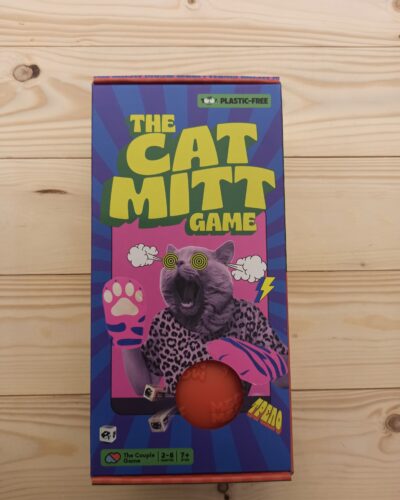 PLASTIC-FREE
THE
CAT
MITT
GAME
The Couple
Game
2-8
7+